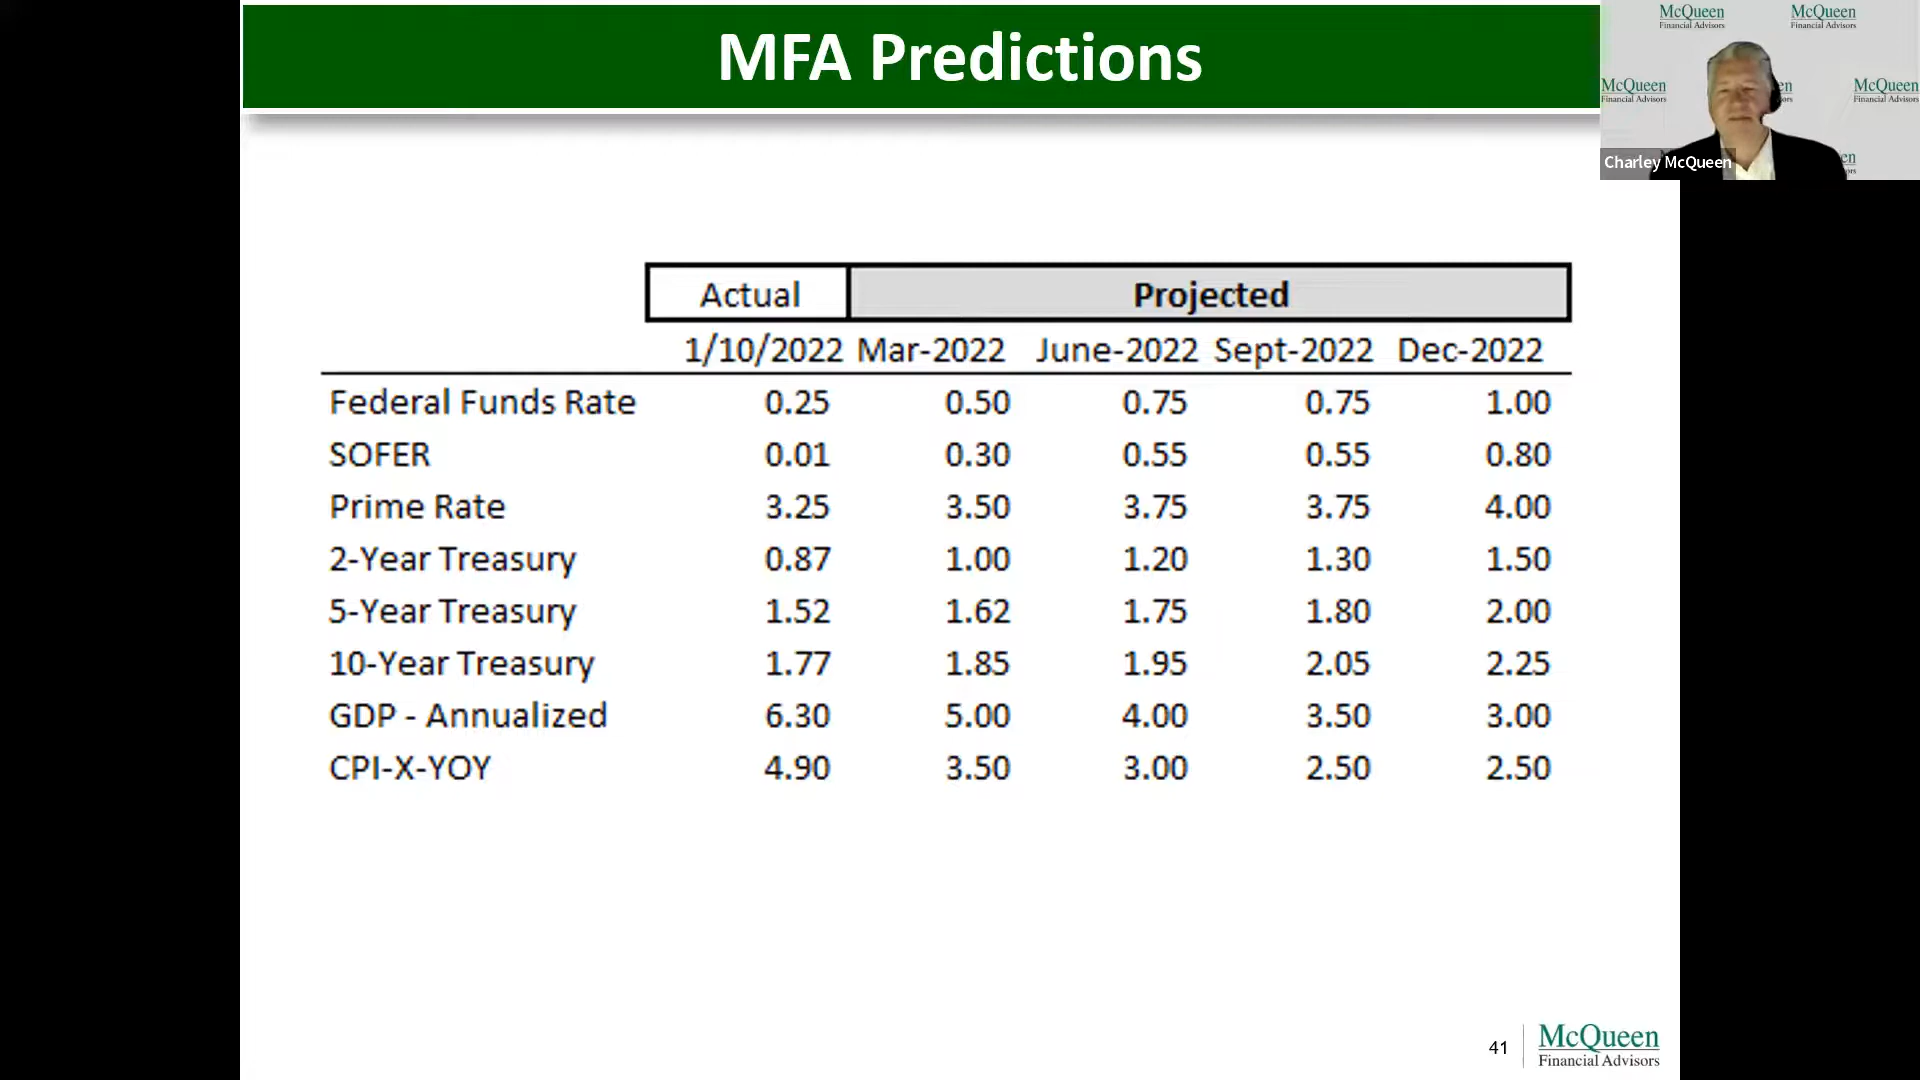 MFA Predictions
McQueen
Financial Advisors
McQueen
Financial Advisors
McQueen
Financial Advisors
en
ors
McQueen
Financial Advisors
Charley McQueen
en
ors
Actual Projected
1/10/2022 Mar-2022 June-2022 Sept-2022 Dec-2022
Federal Funds Rate 0.25 0.50 0.75 0.75 1.00
SOFER 0.01 0.30 0.55 0.55 0.80
Prime Rate 3.25 3.50 3.75 3.75 4.00
2-Year Treasury 0.87 1.00 1.20 1.30 1.50
5-Year Treasury 1.52 1.62 1.75 1.80 2.00
10-Year Treasury 1.77 1.85 1.95 2.05 2.25
GDP - Annualized 6.30 5.00 4.00 3.50 3.00
CPI-X-YOY 4.90 3.50 3.00 2.50 2.50
41
McQueen
Financial Advisors